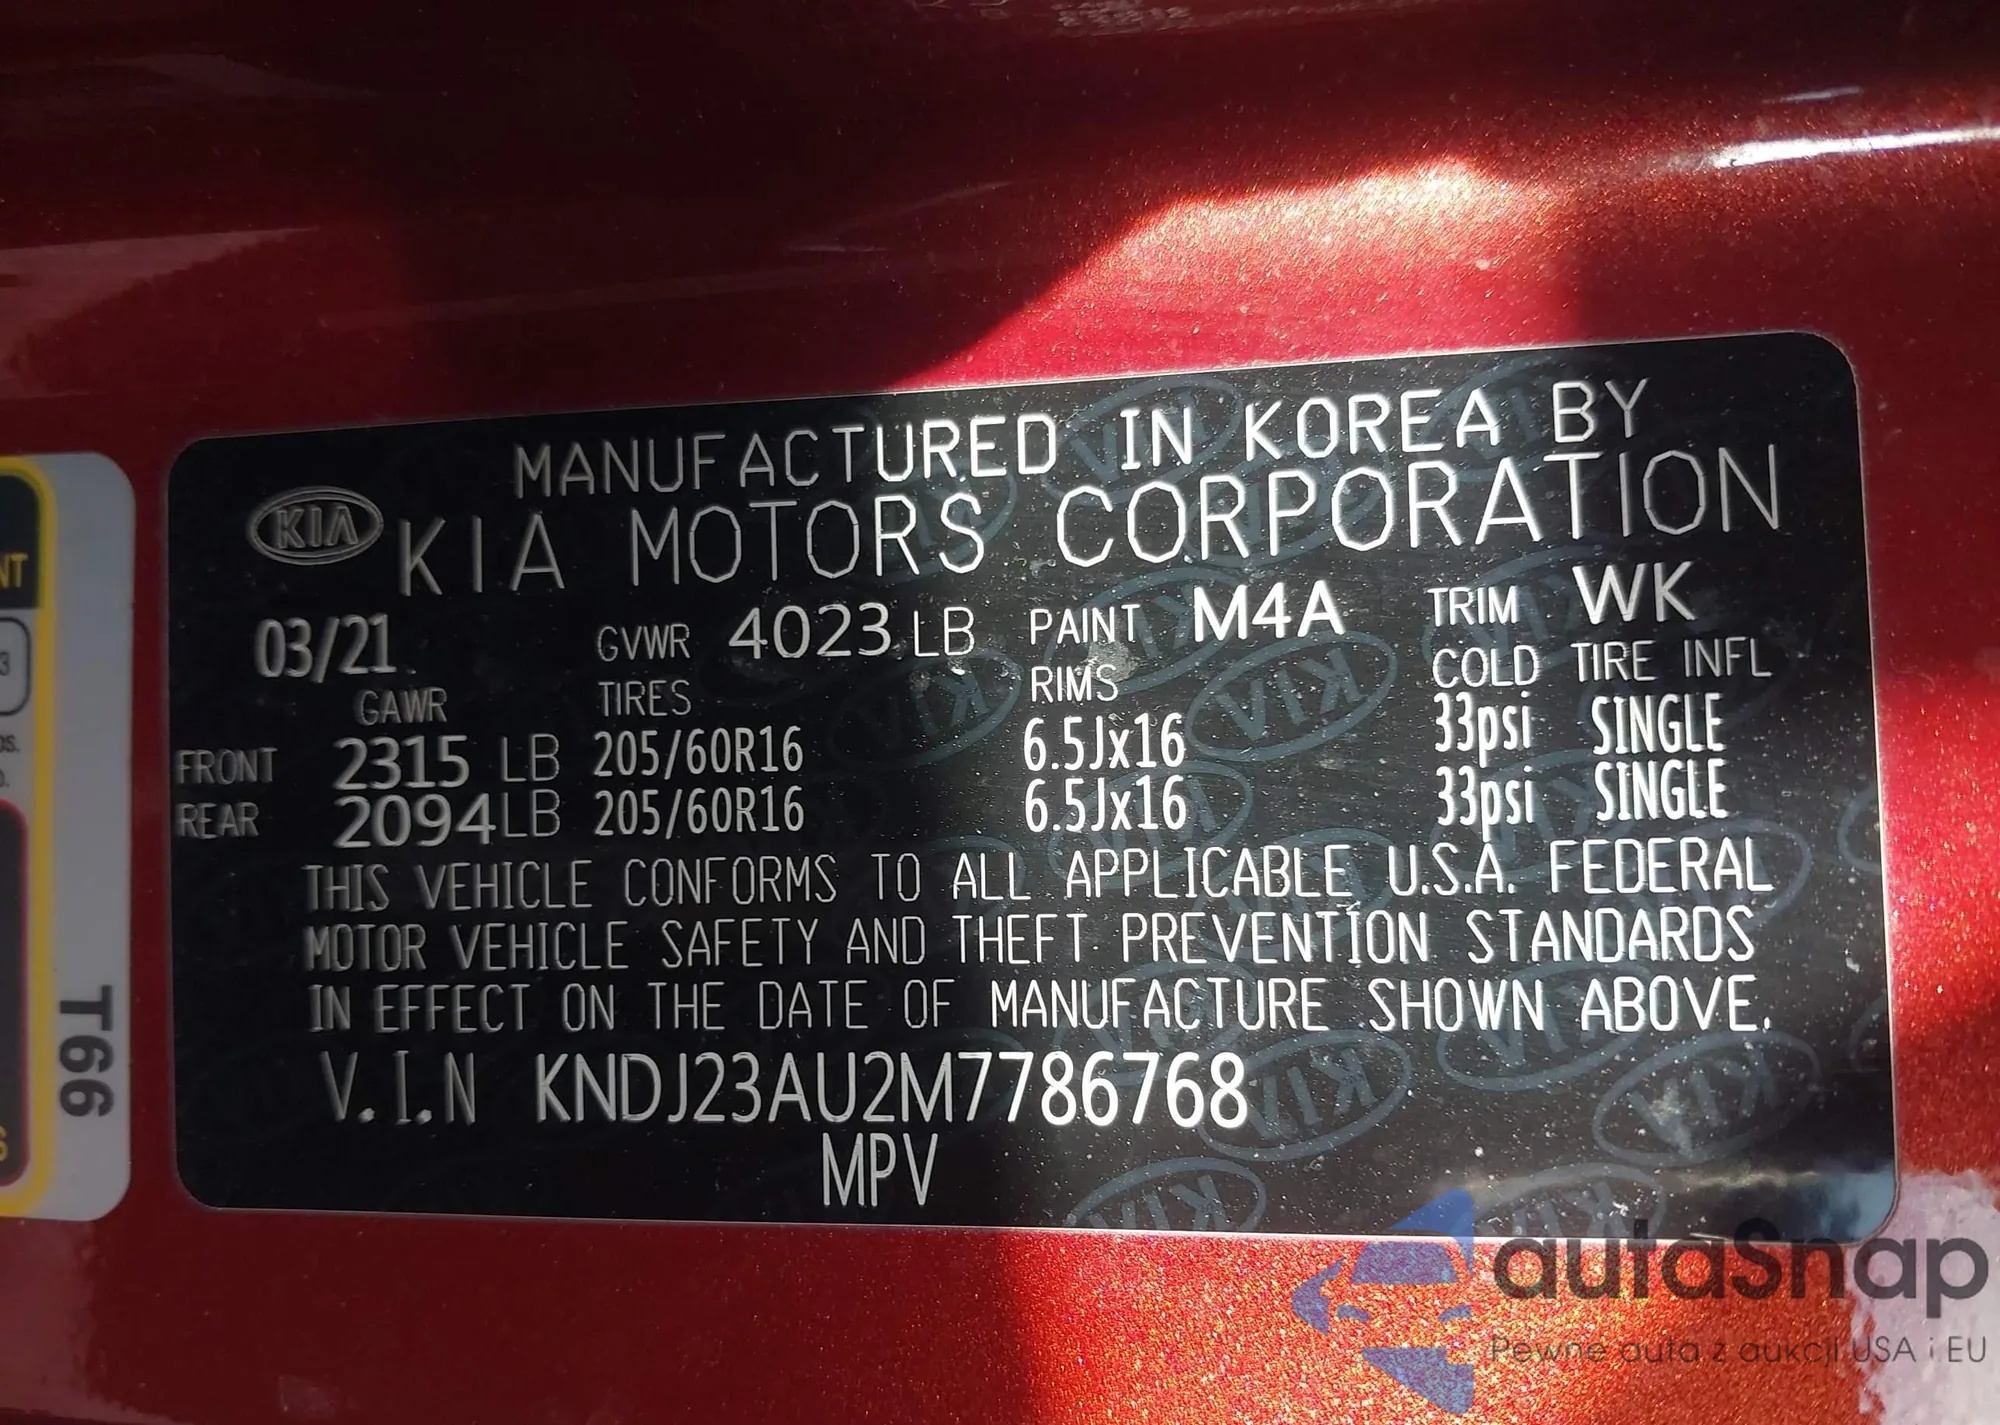 MANUFACTURED IN KOREA BY
KIA KIA MOTORS CORPORATION
03/21 GVWR 4023 LB PAINT M4A TRIM WK
GAWR TIRES RIMS COLD TIRE INFL
FRONT 2315 LB 205/60R16 6.5Jx16 33psi SINGLE
REAR 2094 LB 205/60R16 6.5Jx16 33psi SINGLE
THIS VEHICLE CONFORMS TO ALL APPLICABLE U.S.A. FEDERAL
MOTOR VEHICLE SAFETY AND THEFT PREVENTION STANDARDS
IN EFFECT ON THE DATE OF MANUFACTURE SHOWN ABOVE.
V.I.N KNDJ23AU2M7786768
MPV
NT
3
T66
autaSnap
Pewne auta z aukcji USA i EU